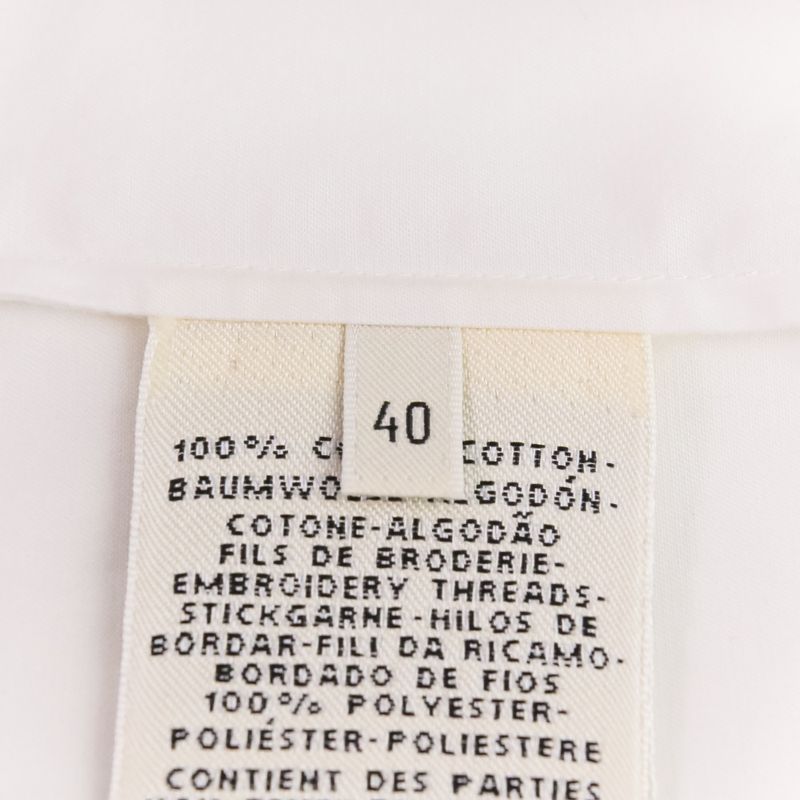 40
100% COTTON-
BAUMWOLLE-ALGODÓN-
COTONE-ALGODÃO
FILS DE BRODERIE-
EMBROIDERY THREADS-
STICKGARNE-HILOS DE
BORDAR-FILI DA RICAMO-
BORDADO DE FIOS
100% POLYESTER-
POLIÉSTER-POLIESTERE
CONTIENT DES PARTIES